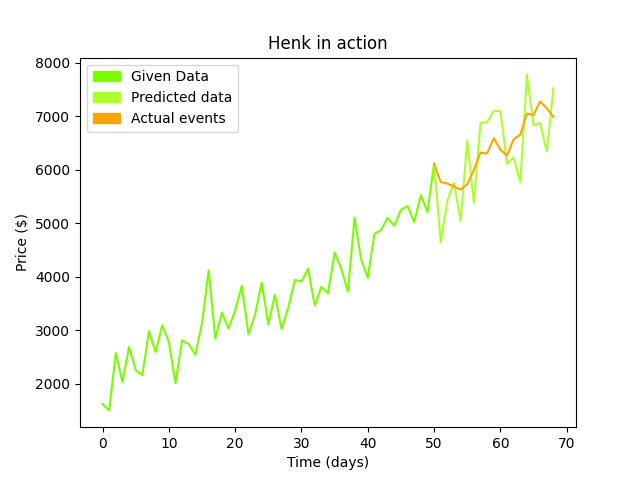 Henk in action
Given Data
Predicted data
Actual events
Price ($)
8000
7000
6000
5000
4000
3000
2000
0 10 20 30 40 50 60 70
Time (days)